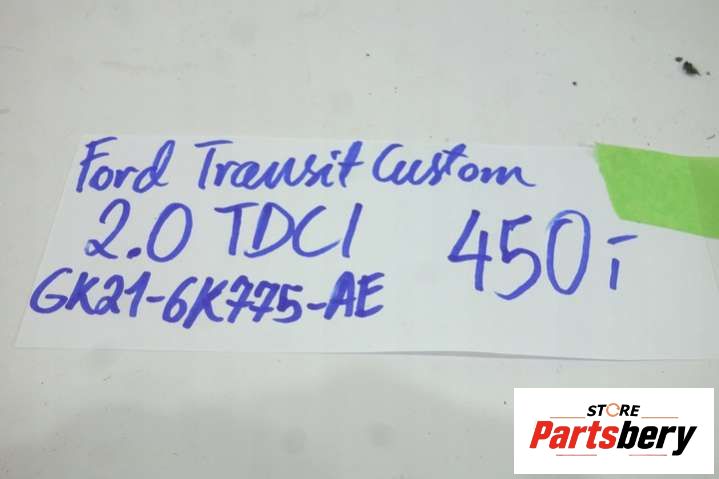 Ford Transit Custom
2.0 TDCI
450,-
GK21-6K775-AE
STORE
Partsbery